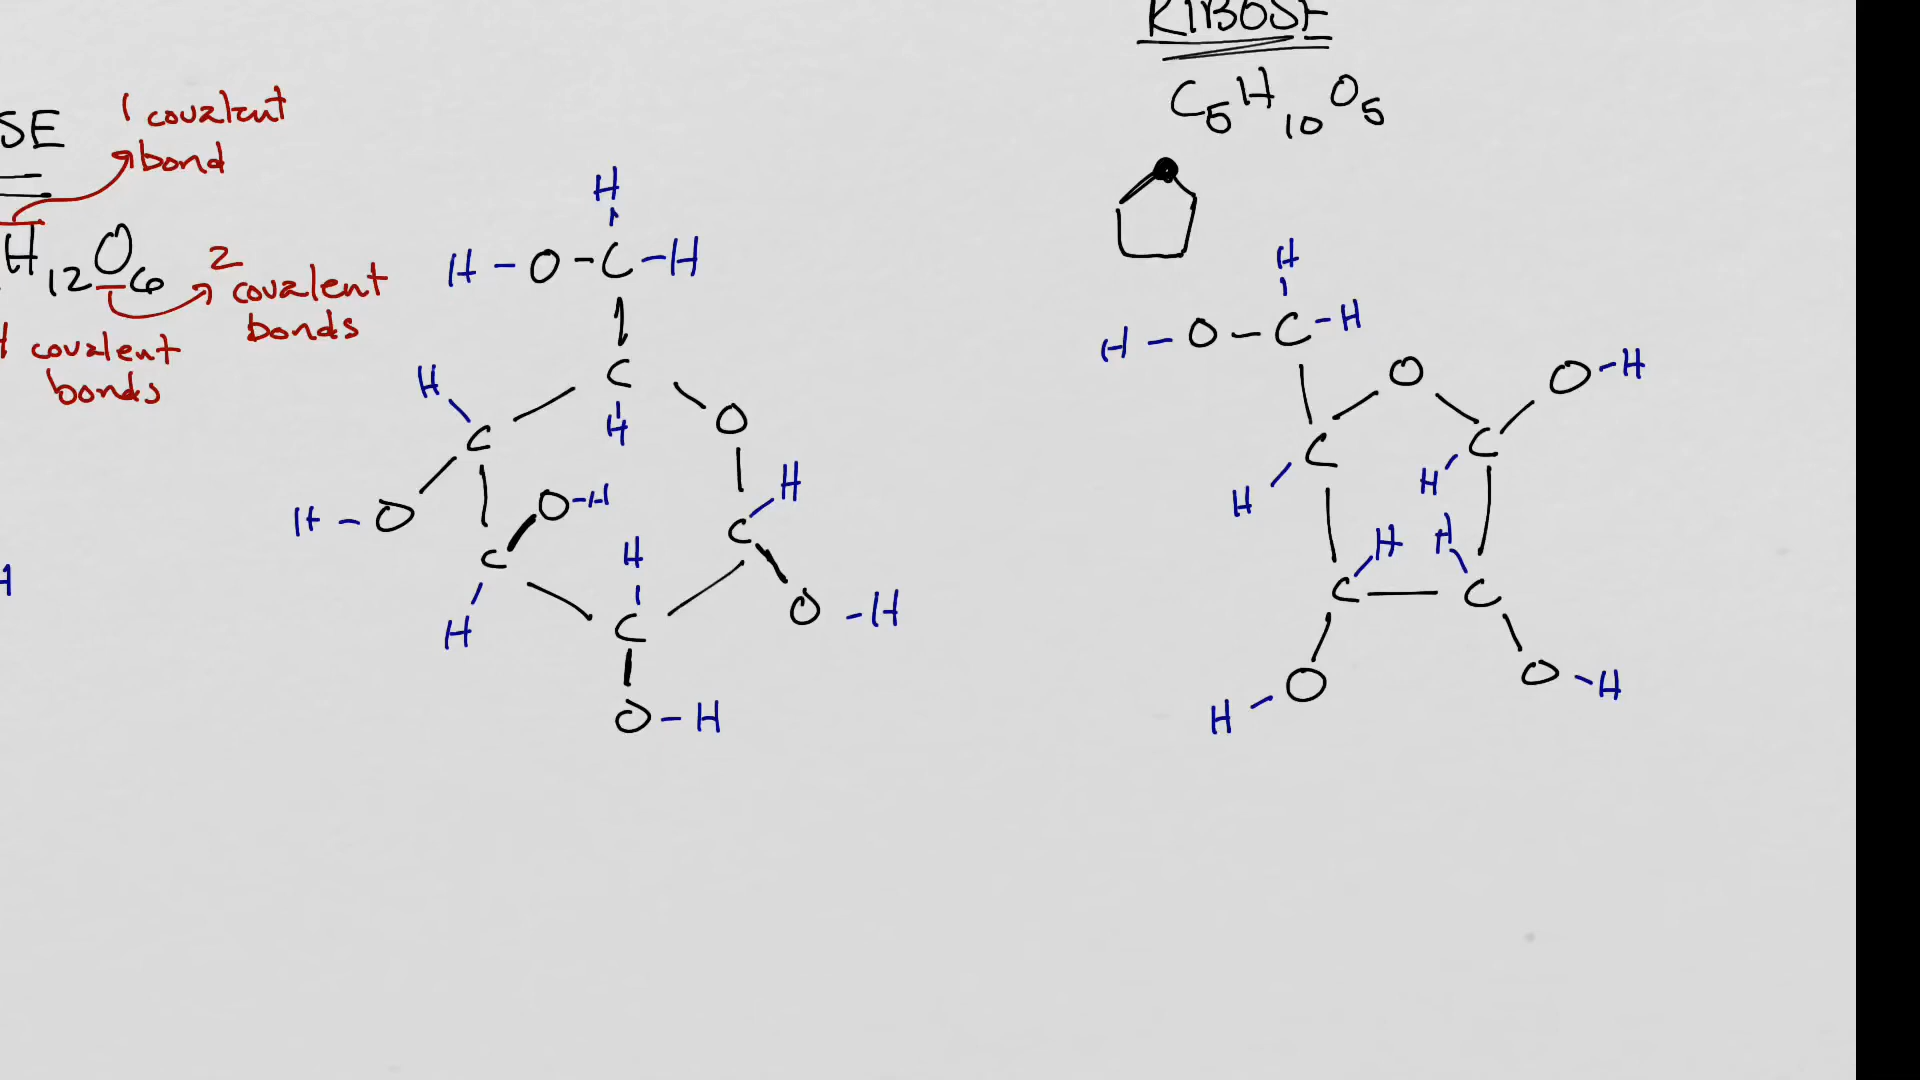 SE
1 covalent
bond
H12O6
2
covalent
bonds
covalent
bonds
H
H - O - C - H
C
H
H
C
O
H - O
O - H
C
H
H
C
O - H
H
C
O - H
RIBOSE
C5H10O5
H
H - O - C - H
O
O - H
C
C
H
H
H
H
C — C
O
H
O - H